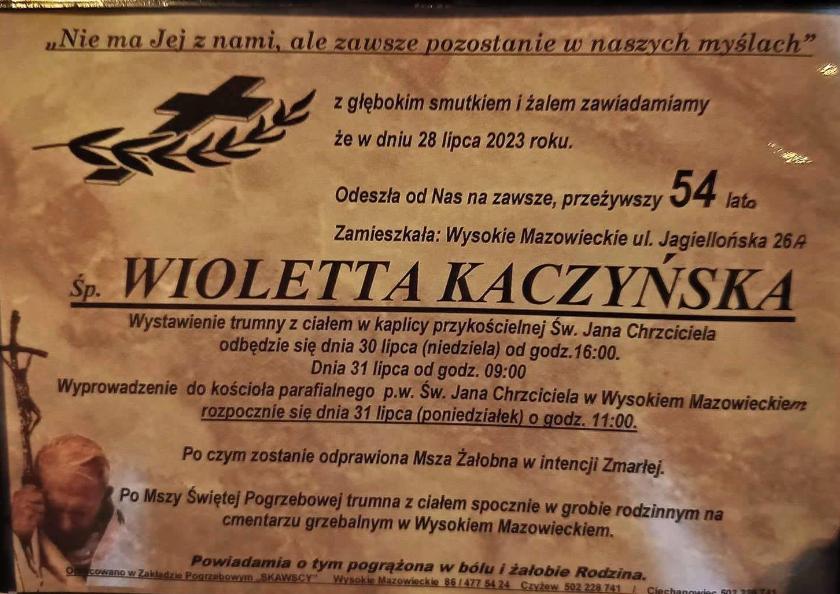 „Nie ma Jej z nami, ale zawsze pozostanie w naszych myślach”
z głębokim smutkiem i żalem zawiadamiamy
że w dniu 28 lipca 2023 roku.
Odeszła od Nas na zawsze, przeżywszy 54 lata
Zamieszkała: Wysokie Mazowieckie ul. Jagiellońska 26A
Śp. WIOLETTA KACZYŃSKA
Wystawienie trumny z ciałem w kaplicy przykościelnej Św. Jana Chrzciciela
odbędzie się dnia 30 lipca (niedziela) od godz.16:00.
Dnia 31 lipca od godz. 09:00
Wyprowadzenie do kościoła parafialnego p.w. Św. Jana Chrzciciela w Wysokiem Mazowieckiem
rozpocznie się dnia 31 lipca (poniedziałek) o godz. 11:00.
Po czym zostanie odprawiona Msza Żałobna w intencji Zmarłej.
Po Mszy Świętej Pogrzebowej trumna z ciałem spocznie w grobie rodzinnym na
cmentarzu grzebalnym w Wysokiem Mazowieckiem.
Powiadamia o tym pogrążona w bólu i żałobie Rodzina.
Opracowano w Zakładzie Pogrzebowym „SKAWSCY” Wysokie Mazowieckie 86 / 477 54 24 Czyżew 502 228 741 / Ciechanowiec 502